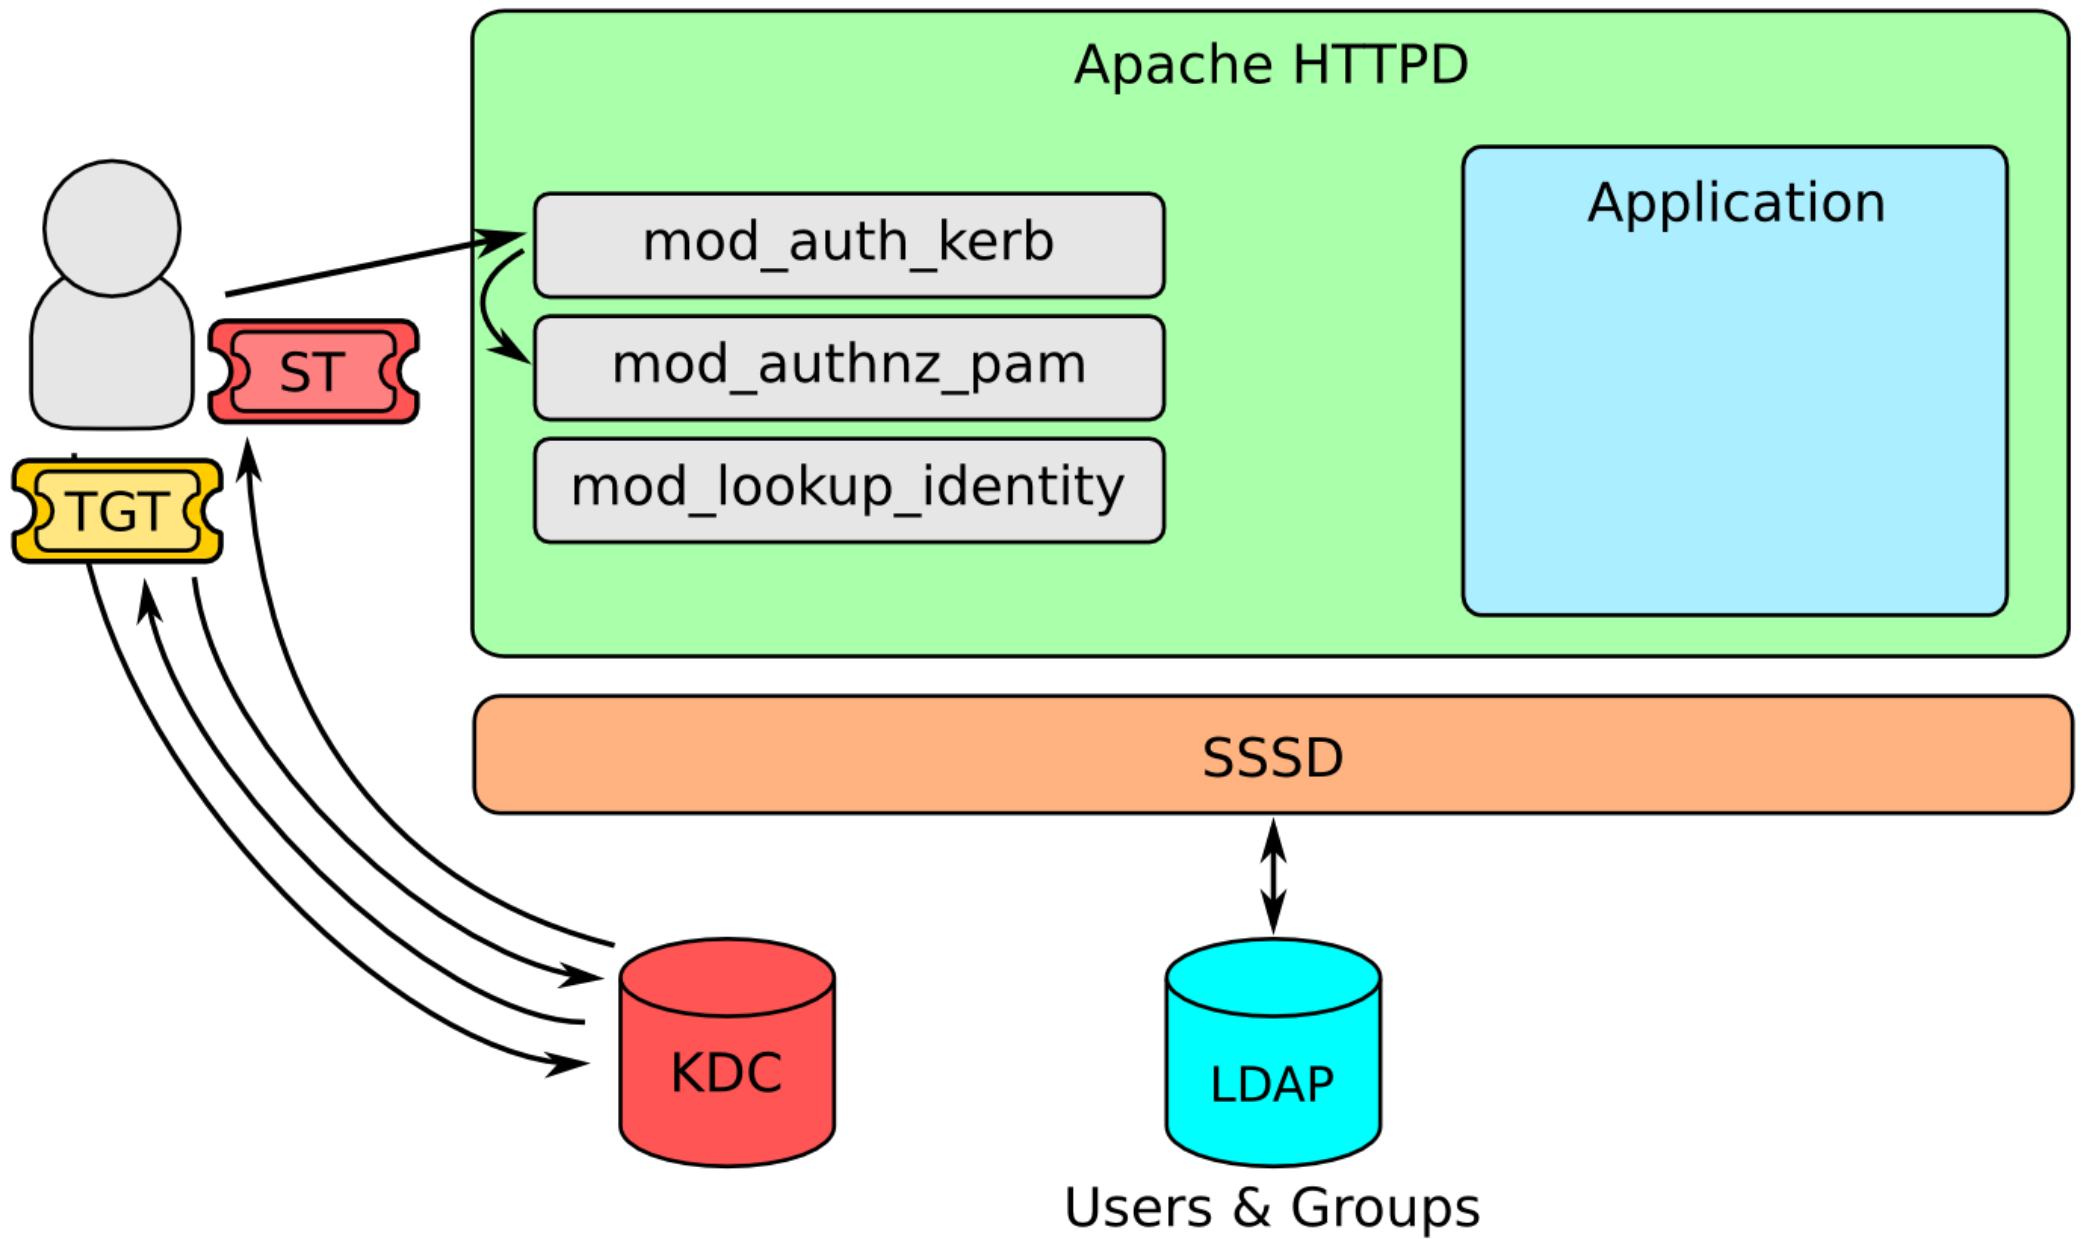 Apache HTTPD
Application
mod_auth_kerb
mod_authnz_pam
mod_lookup_identity
ST
TGT
SSSD
KDC
LDAP
Users & Groups